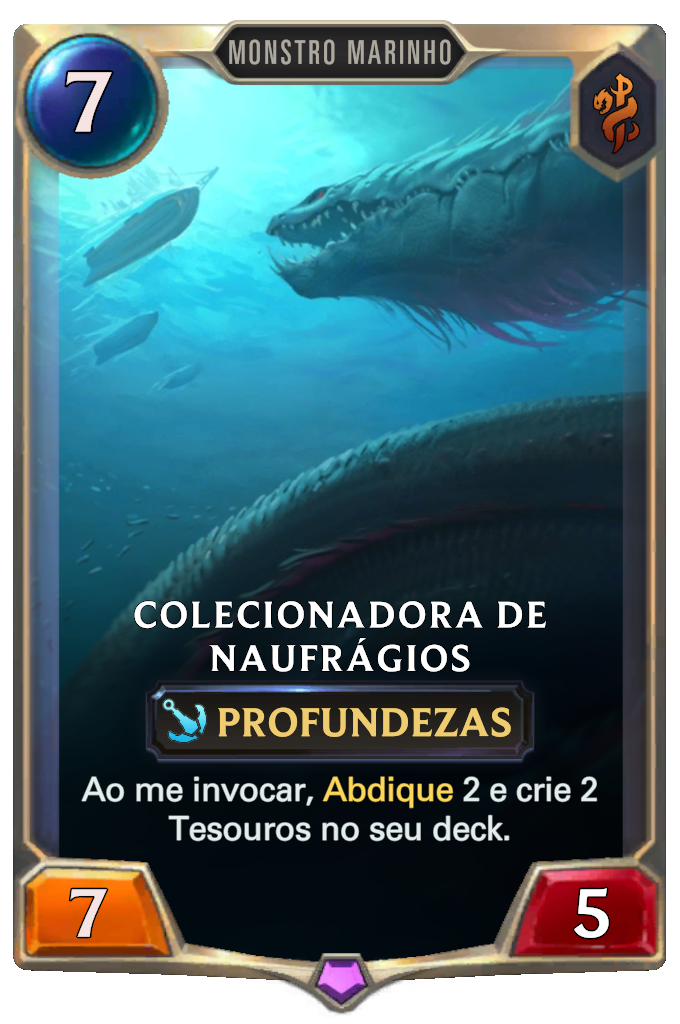 MONSTRO MARINHO
7
COLECIONADORA DE
NAUFRÁGIOS
PROFUNDEZAS
Ao me invocar, Abdique 2 e crie 2
Tesouros no seu deck.
7
5